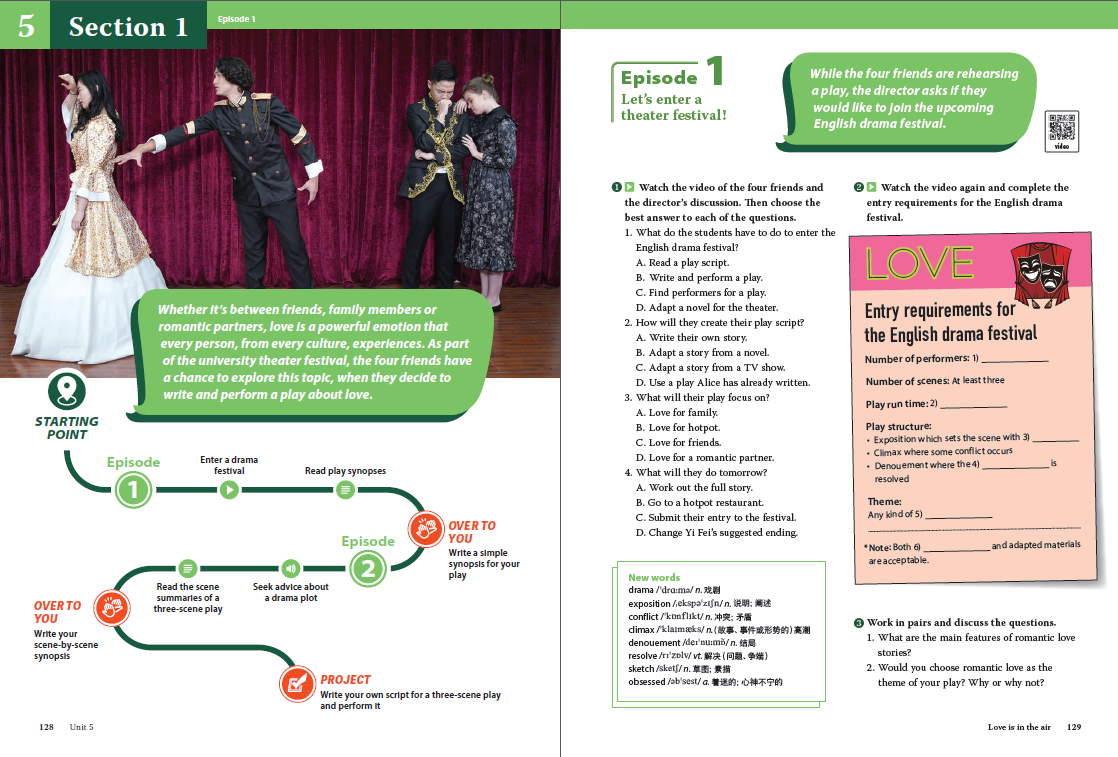 5
Section 1
Episode 1
Whether it's between friends, family members or
romantic partners, love is a powerful emotion that
every person, from every culture, experiences. As part
of the university theater festival, the four friends have
a chance to explore this topic, when they decide to
write and perform a play about love.
STARTING
POINT
Episode
1
Enter a drama
festival
Read play synopses
OVER TO
YOU
Write a simple
synopsis for your
play
Episode
2
Seek advice about
a drama plot
Read the scene
summaries of a
three-scene play
OVER TO
YOU
Write your
scene-by-scene
synopsis
PROJECT
Write your own script for a three-scene play
and perform it
128 Unit 5
Episode 1
Let's enter a
theater festival!
While the four friends are rehearsing
a play, the director asks if they
would like to join the upcoming
English drama festival.
video
1 Watch the video of the four friends and
the director's discussion. Then choose the
best answer to each of the questions.
1. What do the students have to do to enter the
English drama festival?
A. Read a play script.
B. Write and perform a play.
C. Find performers for a play.
D. Adapt a novel for the theater.
2. How will they create their play script?
A. Write their own story.
B. Adapt a story from a novel.
C. Adapt a story from a TV show.
D. Use a play Alice has already written.
3. What will their play focus on?
A. Love for family.
B. Love for hotpot.
C. Love for friends.
D. Love for a romantic partner.
4. What will they do tomorrow?
A. Work out the full story.
B. Go to a hotpot restaurant.
C. Submit their entry to the festival.
D. Change Yi Fei's suggested ending.
New words
drama /ˈdrɑːmə/ n. 戏剧
exposition /ˌekspəˈzɪʃn/ n. 说明; 阐述
conflict /ˈkɒnflɪkt/ n. 冲突; 矛盾
climax /ˈklaɪmæks/ n. (故事、事件或形势的) 高潮
denouement /deɪˈnuːmɒ̃/ n. 结局
resolve /rɪˈzɒlv/ vt. 解决 (问题、争端)
sketch /sketʃ/ n. 草图; 素描
obsessed /əbˈsest/ a. 着迷的; 心神不宁的
2 Watch the video again and complete the
entry requirements for the English drama
festival.
LOVE
Entry requirements for
the English drama festival
Number of performers: 1) ____________
Number of scenes: At least three
Play run time: 2) ____________
Play structure:
• Exposition which sets the scene with 3) ________
• Climax where some conflict occurs
• Denouement where the 4) ____________ is
resolved
Theme:
Any kind of 5) ____________
*Note: Both 6) ____________ and adapted materials
are acceptable.
3 Work in pairs and discuss the questions.
1. What are the main features of romantic love
stories?
2. Would you choose romantic love as the
theme of your play? Why or why not?
Love is in the air 129